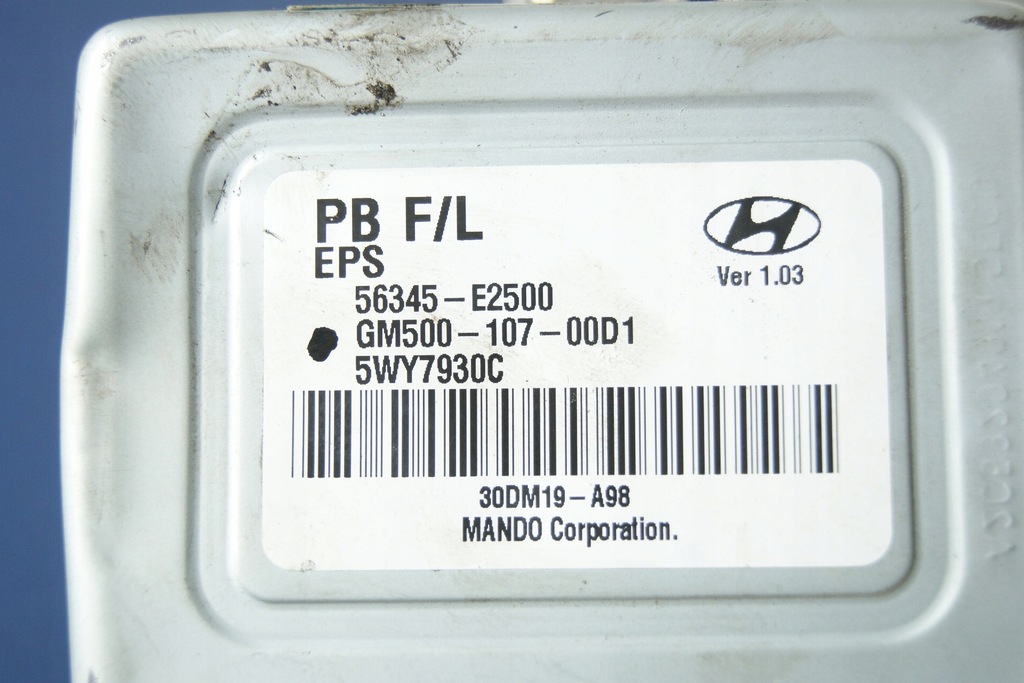 PB F/L
EPS
Ver 1.03
56345-E2500
GM500-107-00D1
5WY7930C
30DM19-A98
MANDO Corporation.